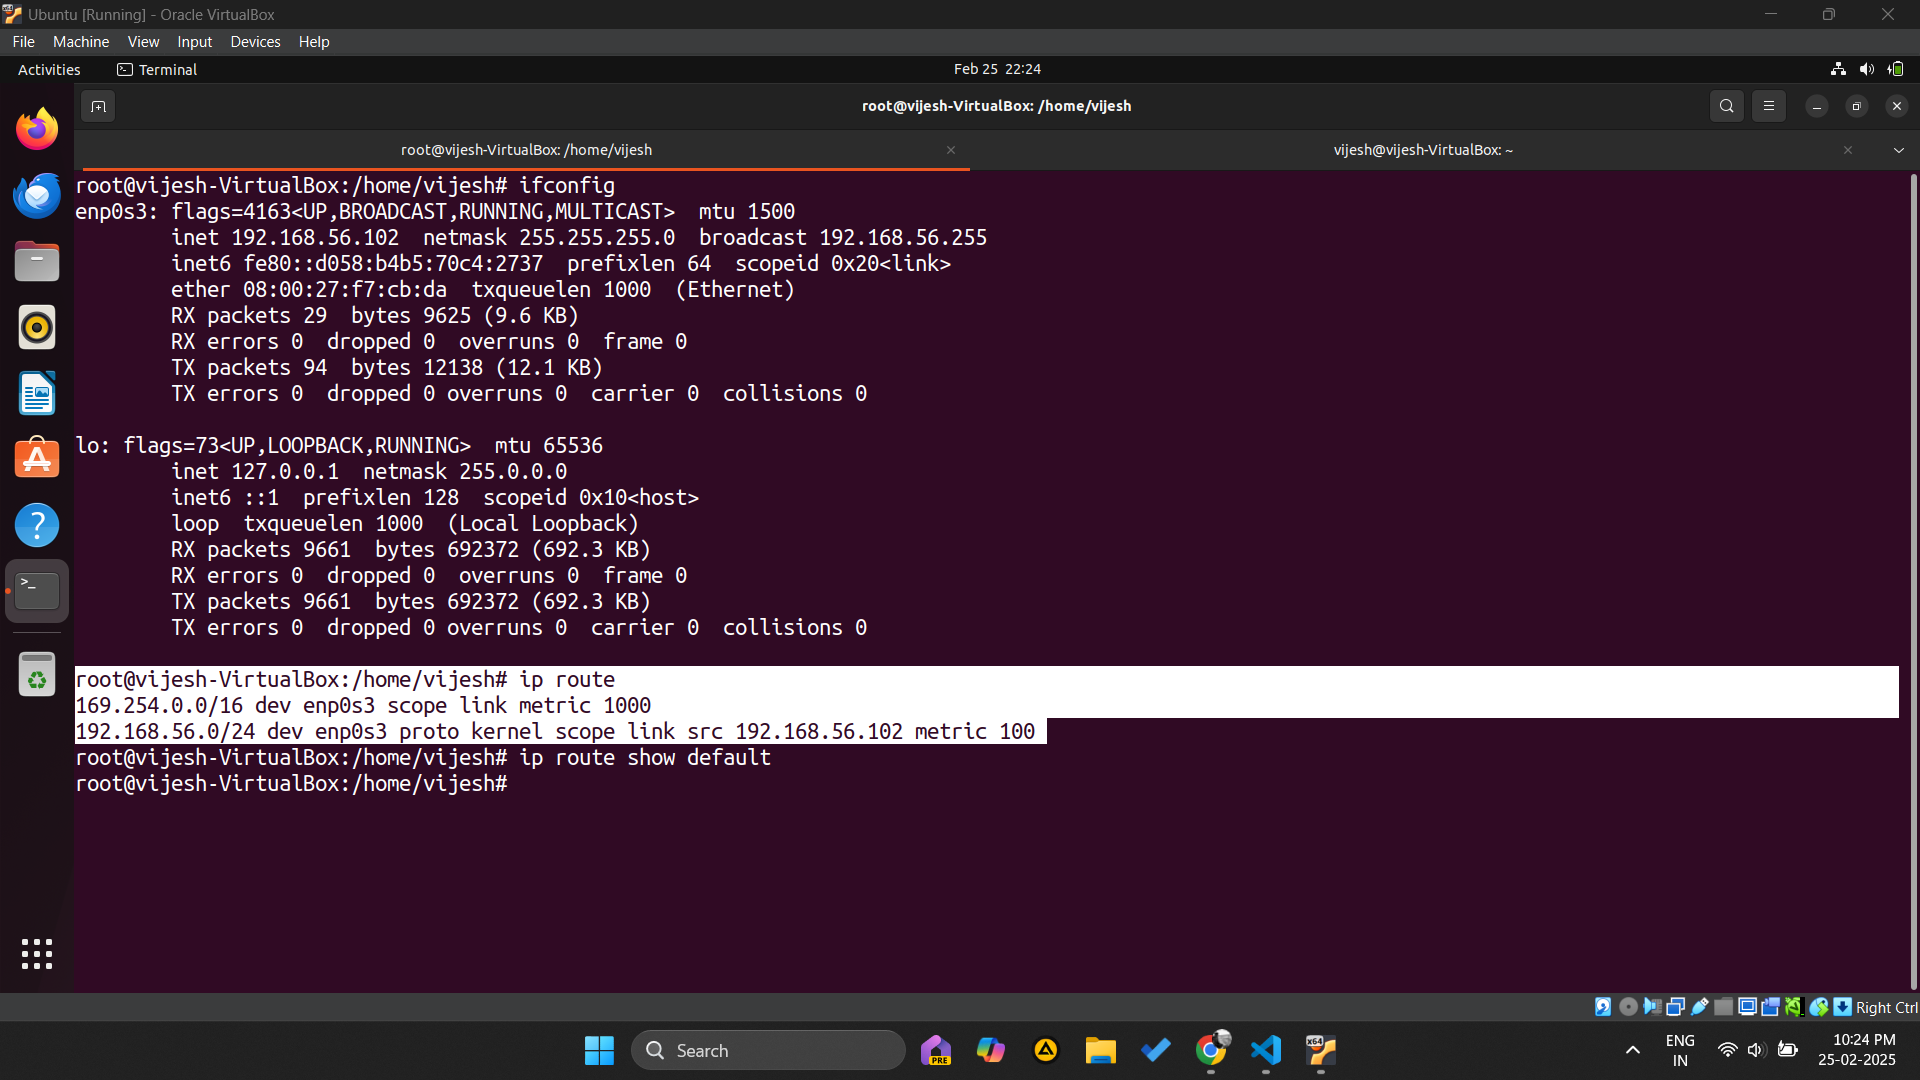 Ubuntu [Running] - Oracle VirtualBox
File Machine View Input Devices Help
Activities Terminal Feb 25 22:24
root@vijesh-VirtualBox: /home/vijesh
root@vijesh-VirtualBox: /home/vijesh × vijesh@vijesh-VirtualBox: ~ ×
root@vijesh-VirtualBox:/home/vijesh# ifconfig
enp0s3: flags=4163<UP,BROADCAST,RUNNING,MULTICAST>  mtu 1500
        inet 192.168.56.102  netmask 255.255.255.0  broadcast 192.168.56.255
        inet6 fe80::d058:b4b5:70c4:2737  prefixlen 64  scopeid 0x20<link>
        ether 08:00:27:f7:cb:da  txqueuelen 1000  (Ethernet)
        RX packets 29  bytes 9625 (9.6 KB)
        RX errors 0  dropped 0  overruns 0  frame 0
        TX packets 94  bytes 12138 (12.1 KB)
        TX errors 0  dropped 0 overruns 0  carrier 0  collisions 0
lo: flags=73<UP,LOOPBACK,RUNNING>  mtu 65536
        inet 127.0.0.1  netmask 255.0.0.0
        inet6 ::1  prefixlen 128  scopeid 0x10<host>
        loop  txqueuelen 1000  (Local Loopback)
        RX packets 9661  bytes 692372 (692.3 KB)
        RX errors 0  dropped 0  overruns 0  frame 0
        TX packets 9661  bytes 692372 (692.3 KB)
        TX errors 0  dropped 0 overruns 0  carrier 0  collisions 0
root@vijesh-VirtualBox:/home/vijesh# ip route
169.254.0.0/16 dev enp0s3 scope link metric 1000
192.168.56.0/24 dev enp0s3 proto kernel scope link src 192.168.56.102 metric 100
root@vijesh-VirtualBox:/home/vijesh# ip route show default
root@vijesh-VirtualBox:/home/vijesh#
Right Ctrl
Search
PRE
x64
ENG
IN
10:24 PM
25-02-2025